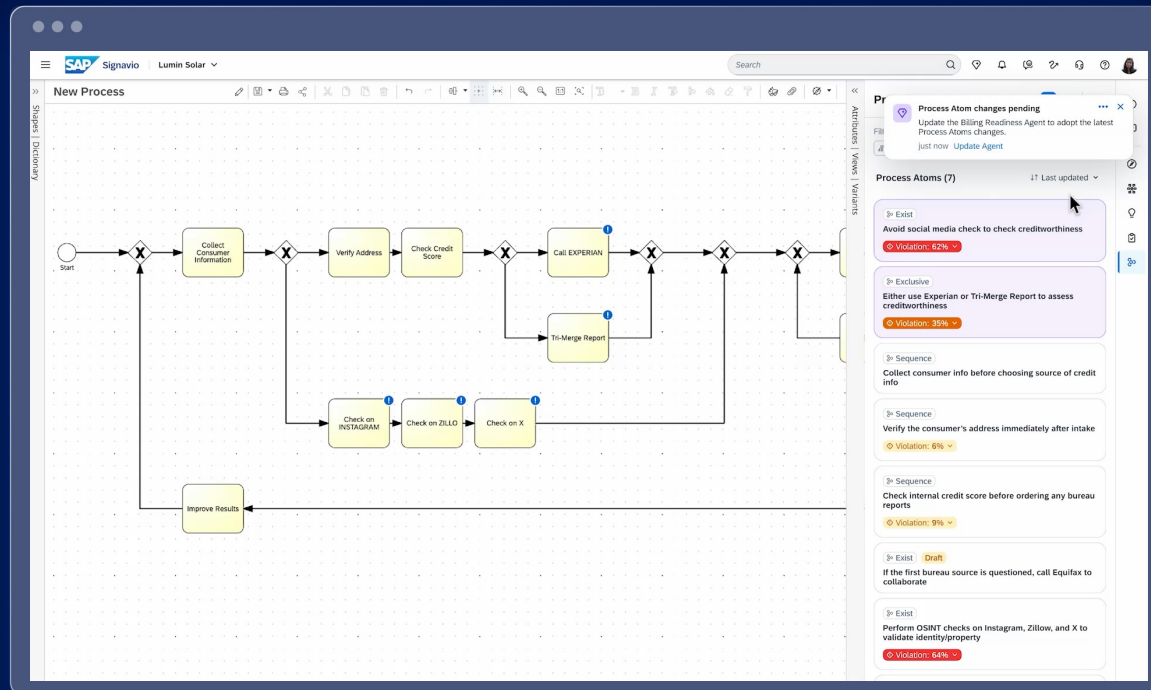 SAP Signavio Lumin Solar
Search
New Process
Shapes | Dictionary
Attributes | Views | Variants
Start
Collect
Consumer
Information
Verify Address
Check Credit
Score
Call EXPERIAN
Tri-Merge Report
Check on
INSTAGRAM
Check on ZILLO
Check on X
Improve Results
Process Atom changes pending
Update the Billing Readiness Agent to adopt the latest
Process Atoms changes.
just now Update Agent
Process Atoms (7)
Last updated
Exist
Avoid social media check to check creditworthiness
Violation: 62%
Exclusive
Either use Experian or Tri-Merge Report to assess
creditworthiness
Violation: 35%
Sequence
Collect consumer info before choosing source of credit
info
Sequence
Verify the consumer's address immediately after intake
Violation: 6%
Sequence
Check internal credit score before ordering any bureau
reports
Violation: 9%
Exist Draft
If the first bureau source is questioned, call Equifax to
collaborate
Exist
Perform OSINT checks on Instagram, Zillow, and X to
validate identity/property
Violation: 64%